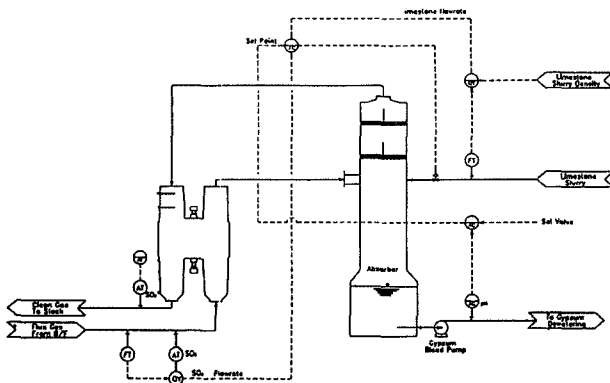 Limestone flowrate
Set Point
Limestone
Slurry Density
FT
Limestone
Slurry
Set Valve
Absorber
pH
AT
SO₂
Clean Gas
To Stack
Flue Gas
From B/F
To Gypsum
Dewatering
Gypsum
Bleed Pump
FT
AT
SO₂
SO₂ Flowrate